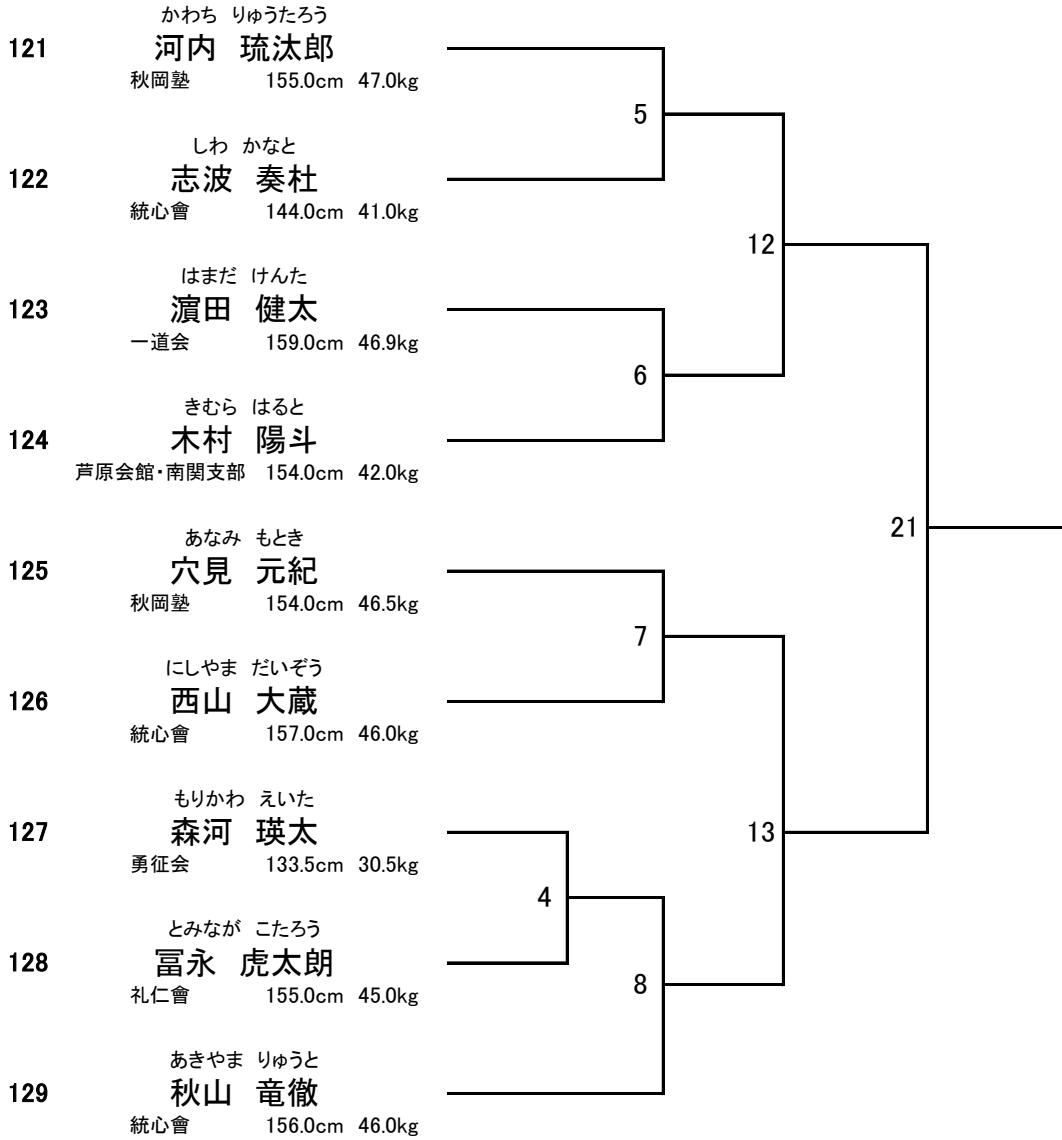 かわち りゅうたろう
121 河内 琉汰郎
秋岡塾 155.0cm 47.0kg
5
しわ かなと
122 志波 奏杜
統心會 144.0cm 41.0kg
12
はまだ けんた
123 濵田 健太
一道会 159.0cm 46.9kg
6
きむら はると
124 木村 陽斗
芦原会館・南関支部 154.0cm 42.0kg
21
あなみ もとき
125 穴見 元紀
秋岡塾 154.0cm 46.5kg
7
にしやま だいぞう
126 西山 大蔵
統心會 157.0cm 46.0kg
もりかわ えいた
127 森河 瑛太
13
勇征会 133.5cm 30.5kg
4
とみなが こたろう
128 冨永 虎太朗
8
礼仁會 155.0cm 45.0kg
あきやま りゅうと
129 秋山 竜徹
統心會 156.0cm 46.0kg